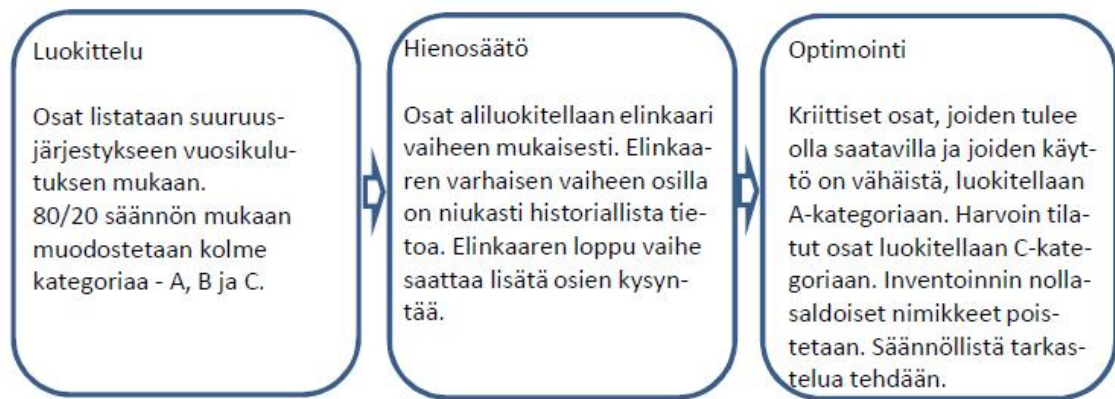 Luokittelu
Osat listataan suuruus-
järjestykseen vuosikulu-
tuksen mukaan.
80/20 säännön mukaan
muodostetaan kolme
kategoriaa - A, B ja C.
Hienosäätö
Osat aliluokitellaan elinkaari
vaiheen mukaisesti. Elinkaa-
ren varhaisen vaiheen osilla
on niukasti historiallista tie-
toa. Elinkaaren loppu vaihe
saattaa lisätä osien kysyn-
tää.
Optimointi
Kriittiset osat, joiden tulee
olla saatavilla ja joiden käyt-
tö on vähäistä, luokitellaan
A-kategoriaan. Harvoin tila-
tut osat luokitellaan C-kate-
goriaan. Inventoinnin nolla-
saldoiset nimikkeet pois-
tetaan. Säännöllistä tarkas-
telua tehdään.